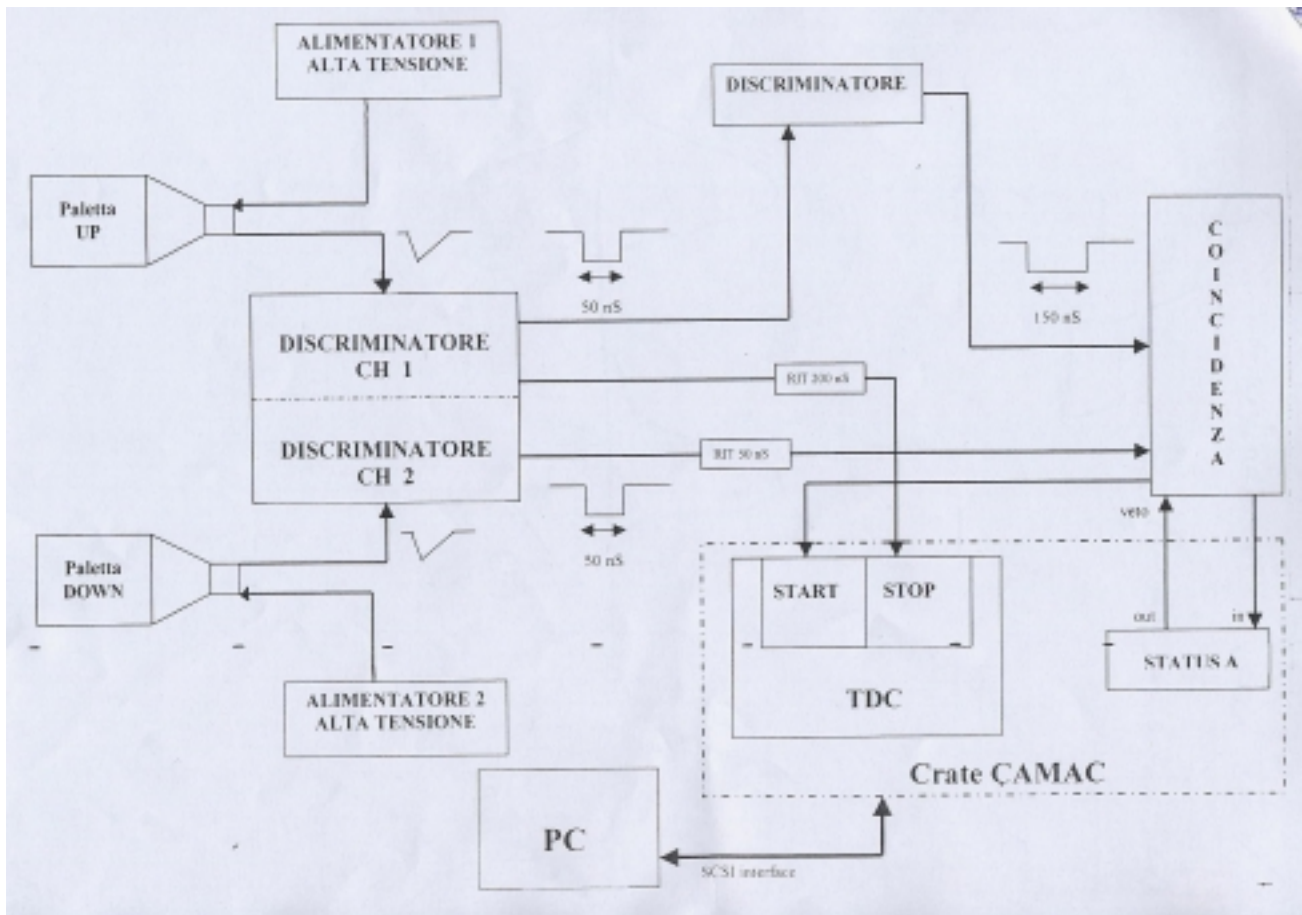 ALIMENTATORE 1
ALTA TENSIONE
DISCRIMINATORE
Paletta
UP
50 nS
150 nS
COINCIDENZA
DISCRIMINATORE
CH 1
RIT 200 nS
DISCRIMINATORE
CH 2
RIT 50 nS
veto
50 nS
Paletta
DOWN
START
STOP
out
in
STATUS A
TDC
ALIMENTATORE 2
ALTA TENSIONE
Crate CAMAC
PC
SCSI interface